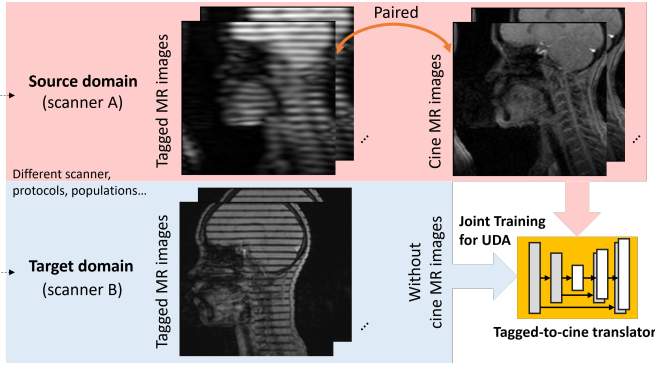 Paired
Source domain
(scanner A)
Tagged MR images
...
Cine MR images
...
Different scanner,
protocols, populations...
Target domain
(scanner B)
Tagged MR images
...
Without
cine MR images
Joint Training
for UDA
Tagged-to-cine translator